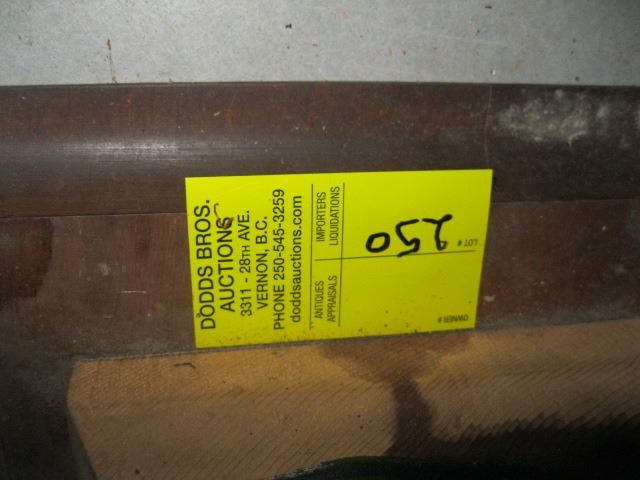 DODDS BROS.
AUCTIONS
3311 - 28TH AVE.
VERNON, B.C.
PHONE 250-545-3259
doddsauctions.com
ANTIQUES IMPORTERS
APPRAISALS LIQUIDATIONS
OWNER #
LOT #
250